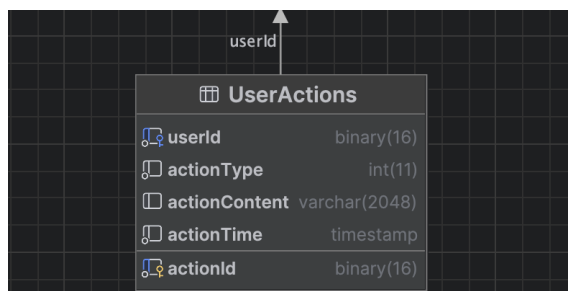 userId
UserActions
userId binary(16)
actionType int(11)
actionContent varchar(2048)
actionTime timestamp
actionId binary(16)